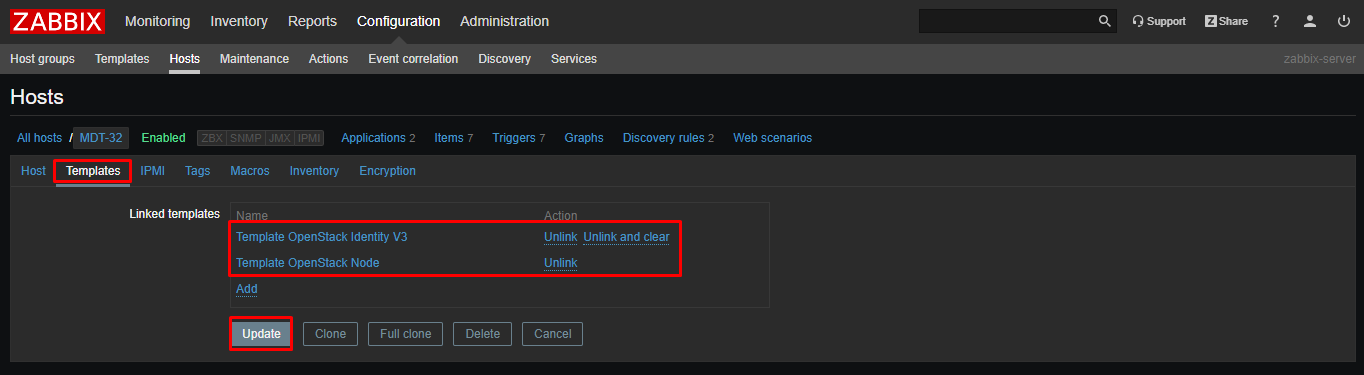 ZABBIX Monitoring Inventory Reports Configuration Administration Support Z Share ?
Host groups Templates Hosts Maintenance Actions Event correlation Discovery Services zabbix-server
Hosts
All hosts / MDT-32 Enabled ZBX SNMP JMX IPMI Applications 2 Items 7 Triggers 7 Graphs Discovery rules 2 Web scenarios
Host Templates IPMI Tags Macros Inventory Encryption
Linked templates Name Action
Template OpenStack Identity V3 Unlink Unlink and clear
Template OpenStack Node Unlink
Add
Update Clone Full clone Delete Cancel